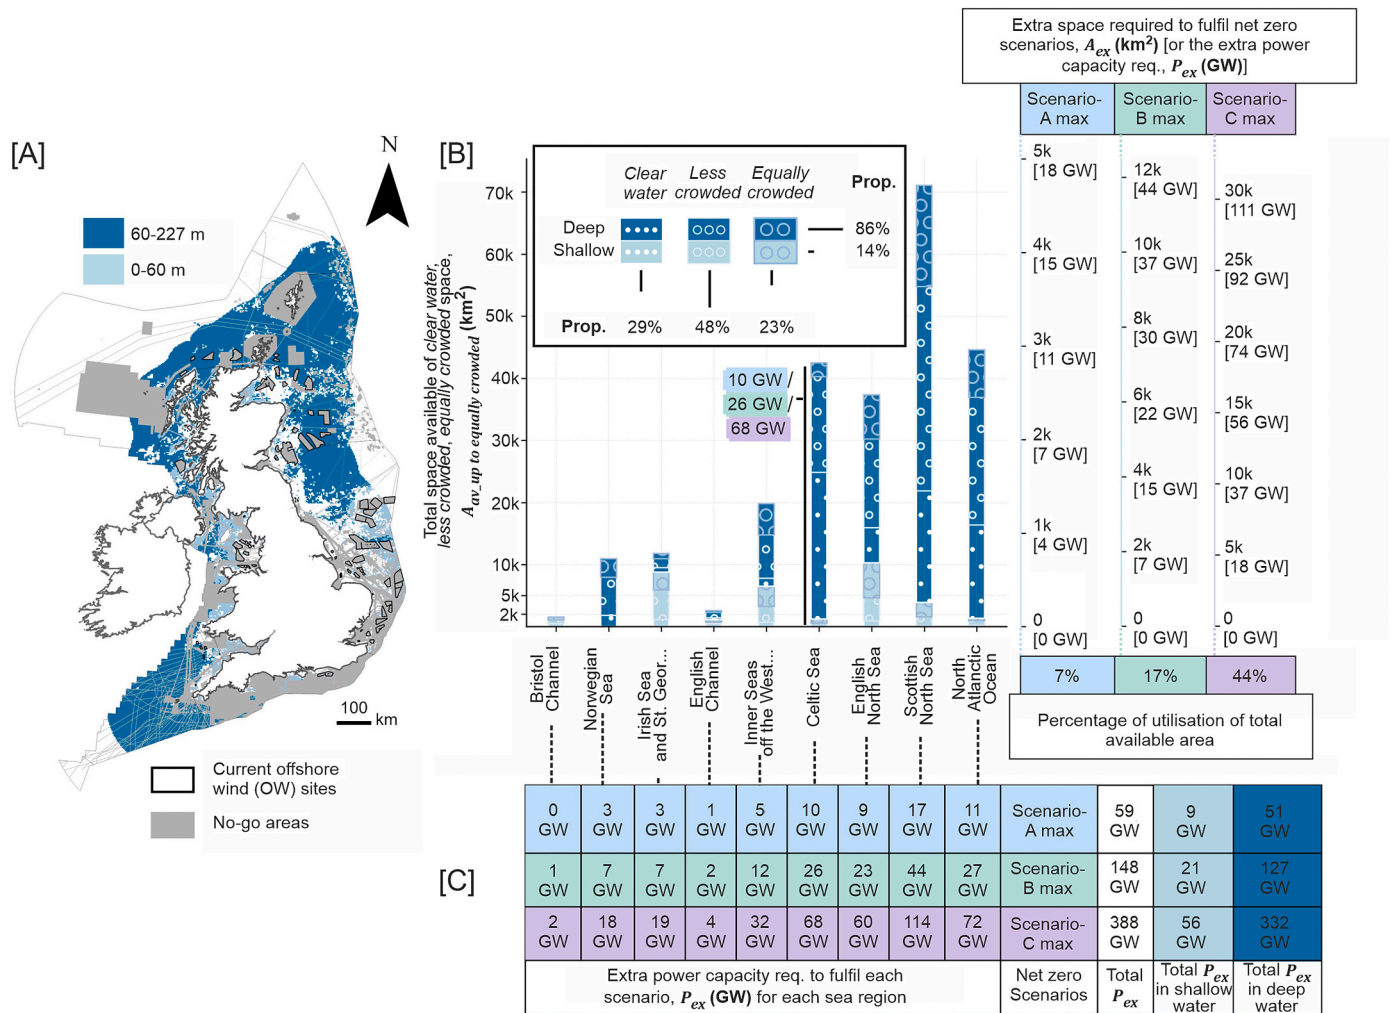 Extra space required to fulfil net zero
scenarios, A_ex (km²) [or the extra power
capacity req., P_ex (GW)]
Scenario-
A max
Scenario-
B max
Scenario-
C max
[A]
N
60-227 m
0-60 m
100
km
Current offshore
wind (OW) sites
No-go areas
[B]
Total space available of clear water,
less crowded, equally crowded space,
A_av_up to equally crowded (km²)
70k
60k
50k
40k
30k
20k
10k
5k
2k
Clear
water
Less
crowded
Equally
crowded
Prop.
Deep
86%
Shallow
14%
Prop.
29%
48%
23%
10 GW /
26 GW /
68 GW
5k
[18 GW]
4k
[15 GW]
3k
[11 GW]
2k
[7 GW]
1k
[4 GW]
0
[0 GW]
12k
[44 GW]
10k
[37 GW]
8k
[30 GW]
6k
[22 GW]
4k
[15 GW]
2k
[7 GW]
0
[0 GW]
30k
[111 GW]
25k
[92 GW]
20k
[74 GW]
15k
[56 GW]
10k
[37 GW]
5k
[18 GW]
0
[0 GW]
7%
17%
44%
Percentage of utilisation of total
available area
Bristol
Channel
Norwegian
Sea
Irish Sea
and St. Geor...
English
Channel
Inner Seas
off the West...
Celtic Sea
English
North Sea
Scottish
North Sea
North
Atlanctic
Ocean
[C]
0
GW
3
GW
3
GW
1
GW
5
GW
10
GW
9
GW
17
GW
11
GW
Scenario-
A max
59
GW
9
GW
51
GW
1
GW
7
GW
7
GW
2
GW
12
GW
26
GW
23
GW
44
GW
27
GW
Scenario-
B max
148
GW
21
GW
127
GW
2
GW
18
GW
19
GW
4
GW
32
GW
68
GW
60
GW
114
GW
72
GW
Scenario-
C max
388
GW
56
GW
332
GW
Extra power capacity req. to fulfil each
scenario, P_ex (GW) for each sea region
Net zero
Scenarios
Total
P_ex
Total P_ex
in shallow
water
Total P_ex
in deep
water